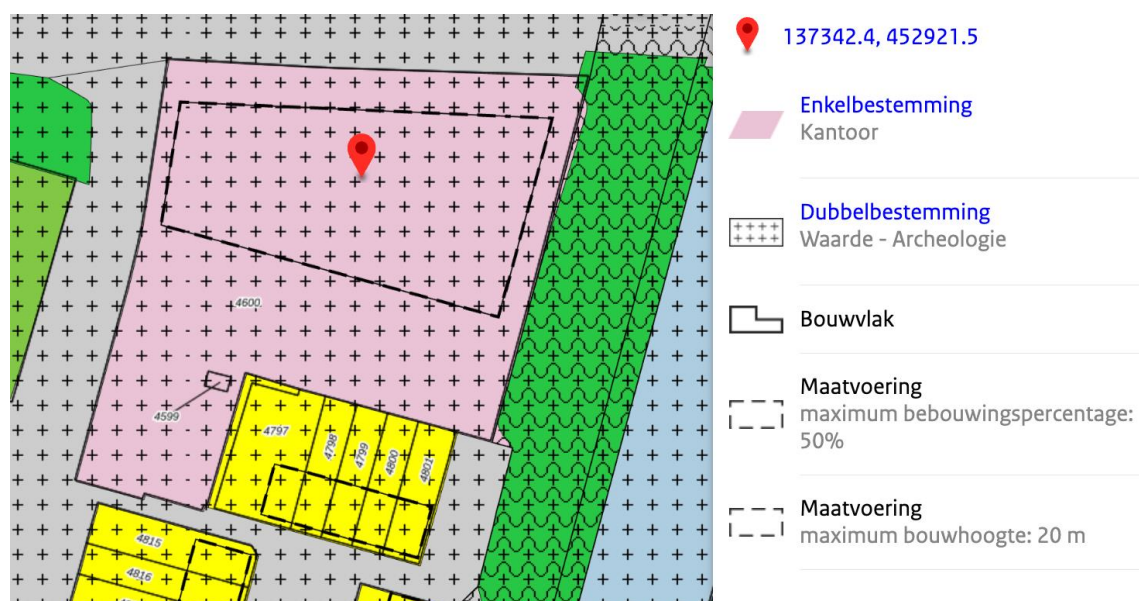 137342.4, 452921.5
Enkelbestemming
Kantoor
Dubbelbestemming
Waarde - Archeologie
Bouwvlak
Maatvoering
maximum bebouwingspercentage:
50%
Maatvoering
maximum bouwhoogte: 20 m
4600
4599
4797
4798
4799
4800
4801
4815
4816